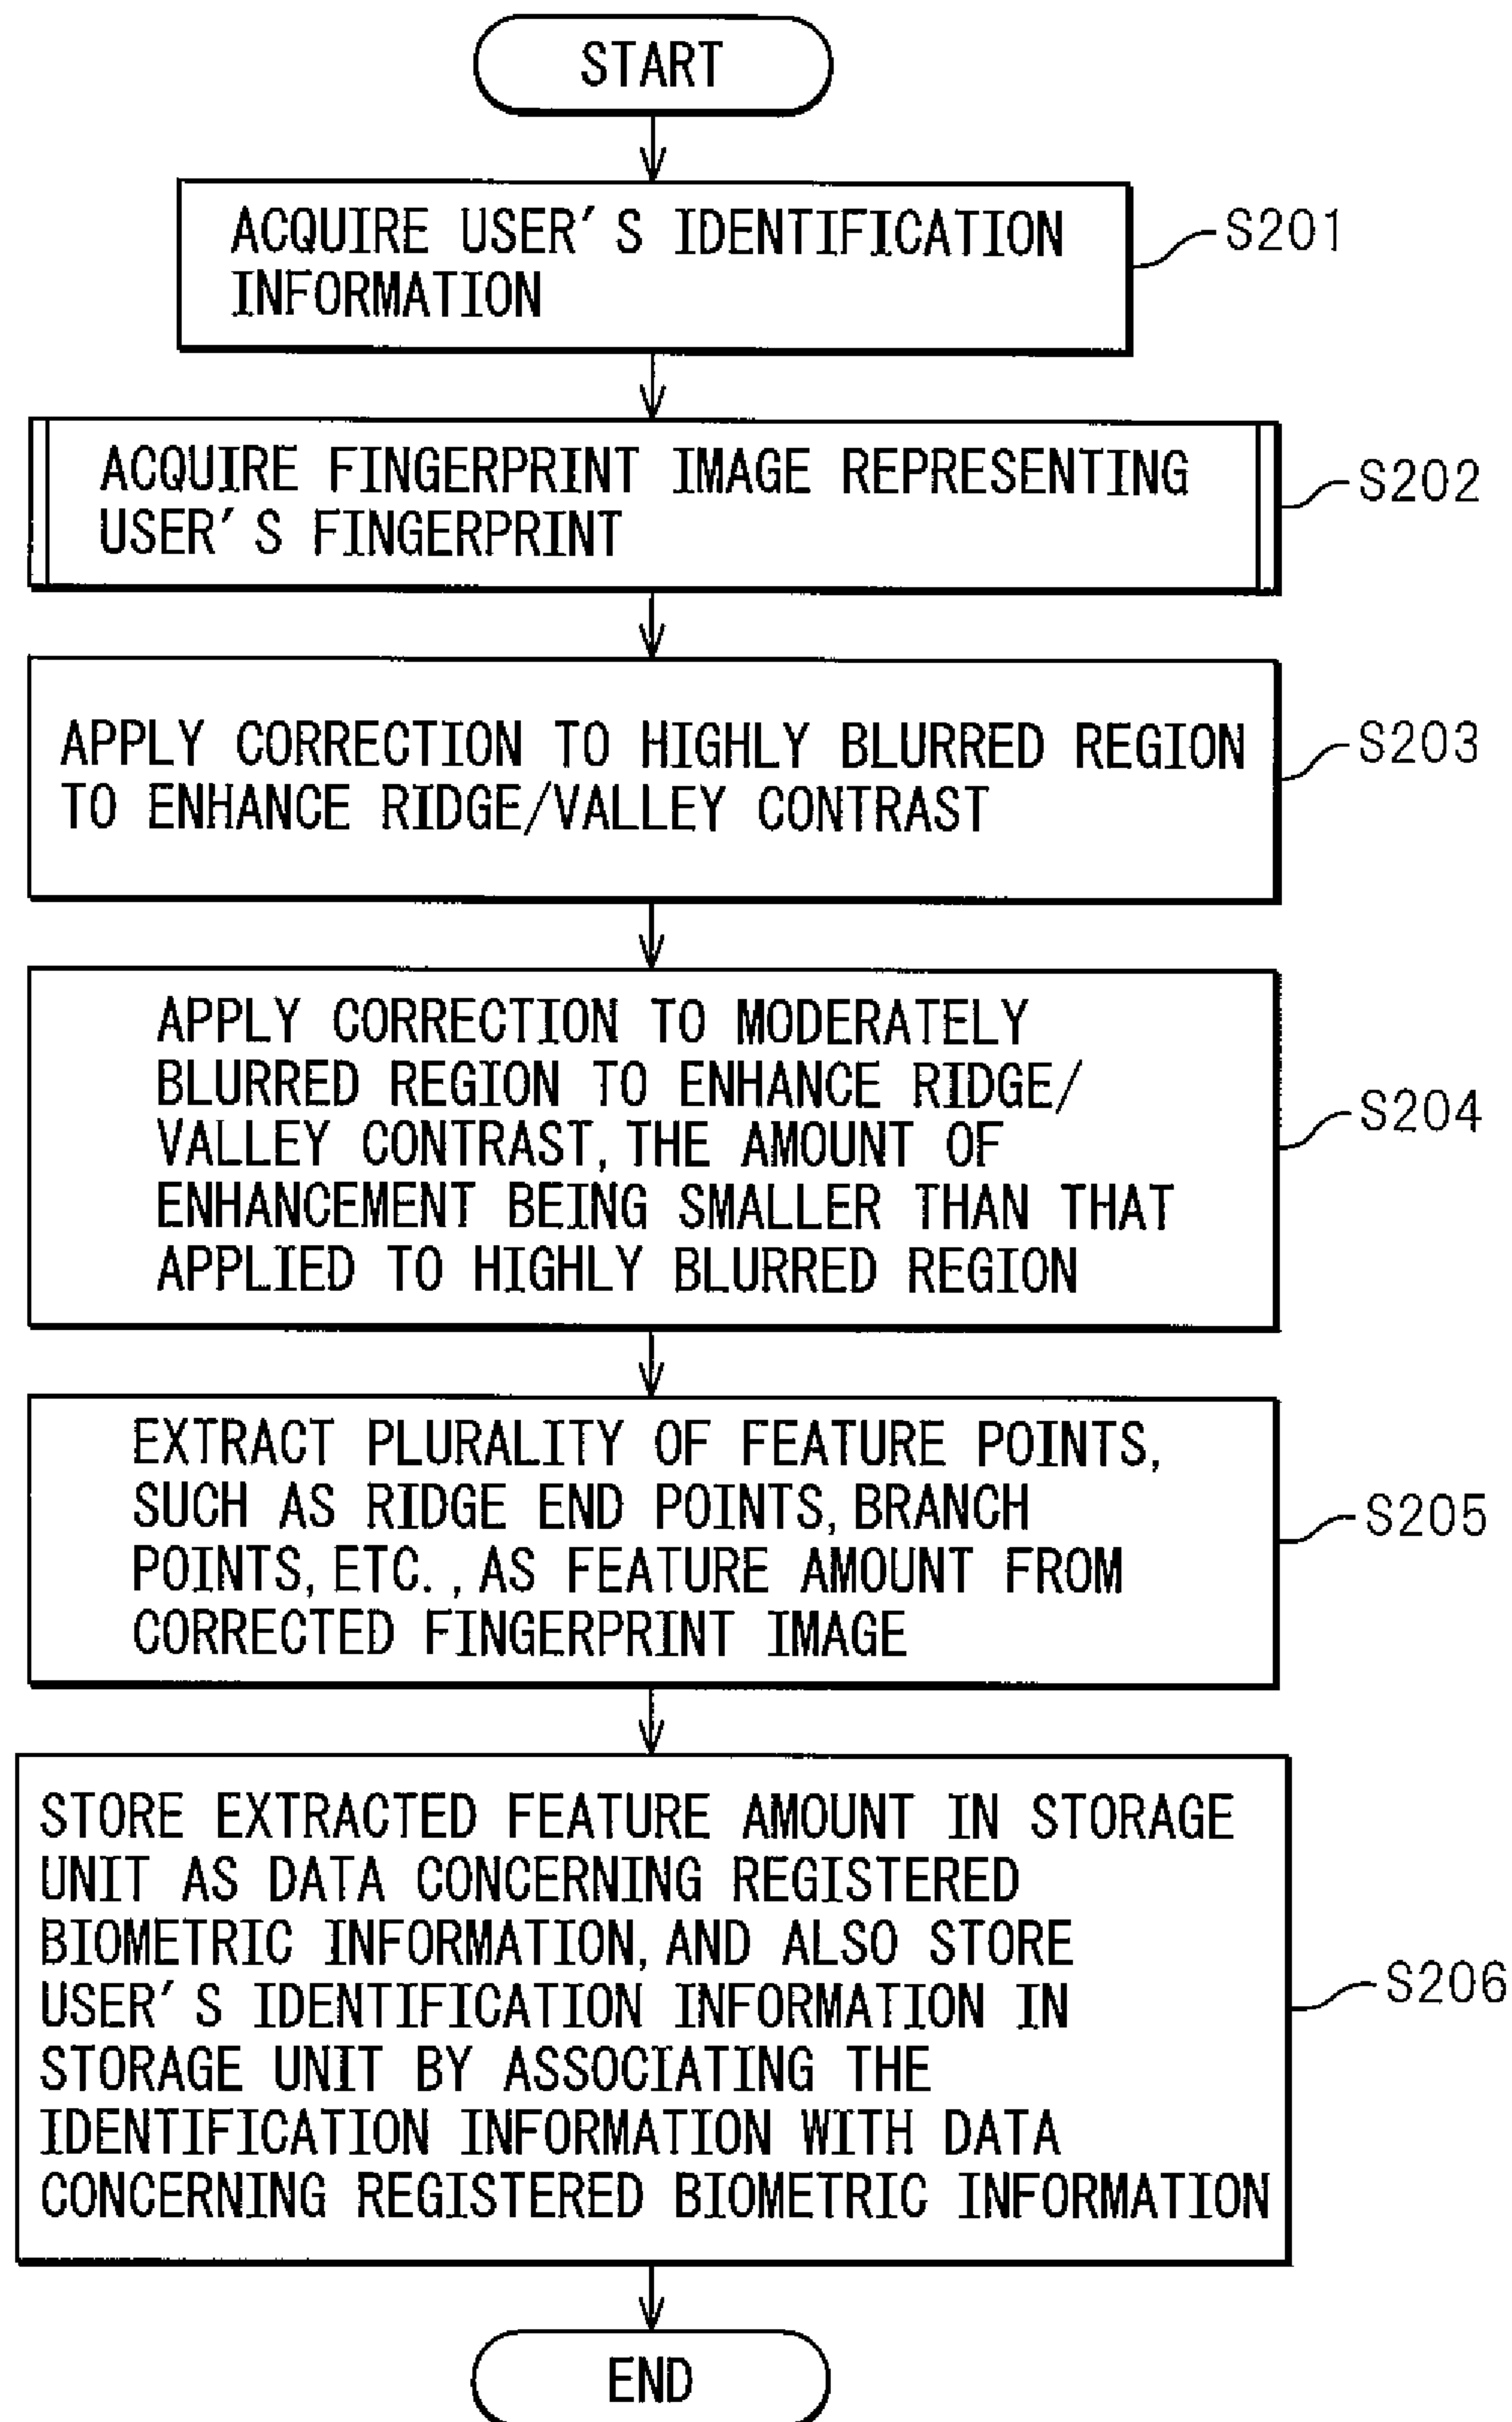 START
ACQUIRE USER'S IDENTIFICATION
INFORMATION
S201
ACQUIRE FINGERPRINT IMAGE REPRESENTING
USER'S FINGERPRINT
S202
APPLY CORRECTION TO HIGHLY BLURRED REGION
TO ENHANCE RIDGE/VALLEY CONTRAST
S203
APPLY CORRECTION TO MODERATELY
BLURRED REGION TO ENHANCE RIDGE/
VALLEY CONTRAST, THE AMOUNT OF
ENHANCEMENT BEING SMALLER THAN THAT
APPLIED TO HIGHLY BLURRED REGION
S204
EXTRACT PLURALITY OF FEATURE POINTS,
SUCH AS RIDGE END POINTS, BRANCH
POINTS, ETC., AS FEATURE AMOUNT FROM
CORRECTED FINGERPRINT IMAGE
S205
STORE EXTRACTED FEATURE AMOUNT IN STORAGE
UNIT AS DATA CONCERNING REGISTERED
BIOMETRIC INFORMATION, AND ALSO STORE
USER'S IDENTIFICATION INFORMATION IN
STORAGE UNIT BY ASSOCIATING THE
IDENTIFICATION INFORMATION WITH DATA
CONCERNING REGISTERED BIOMETRIC INFORMATION
S206
END